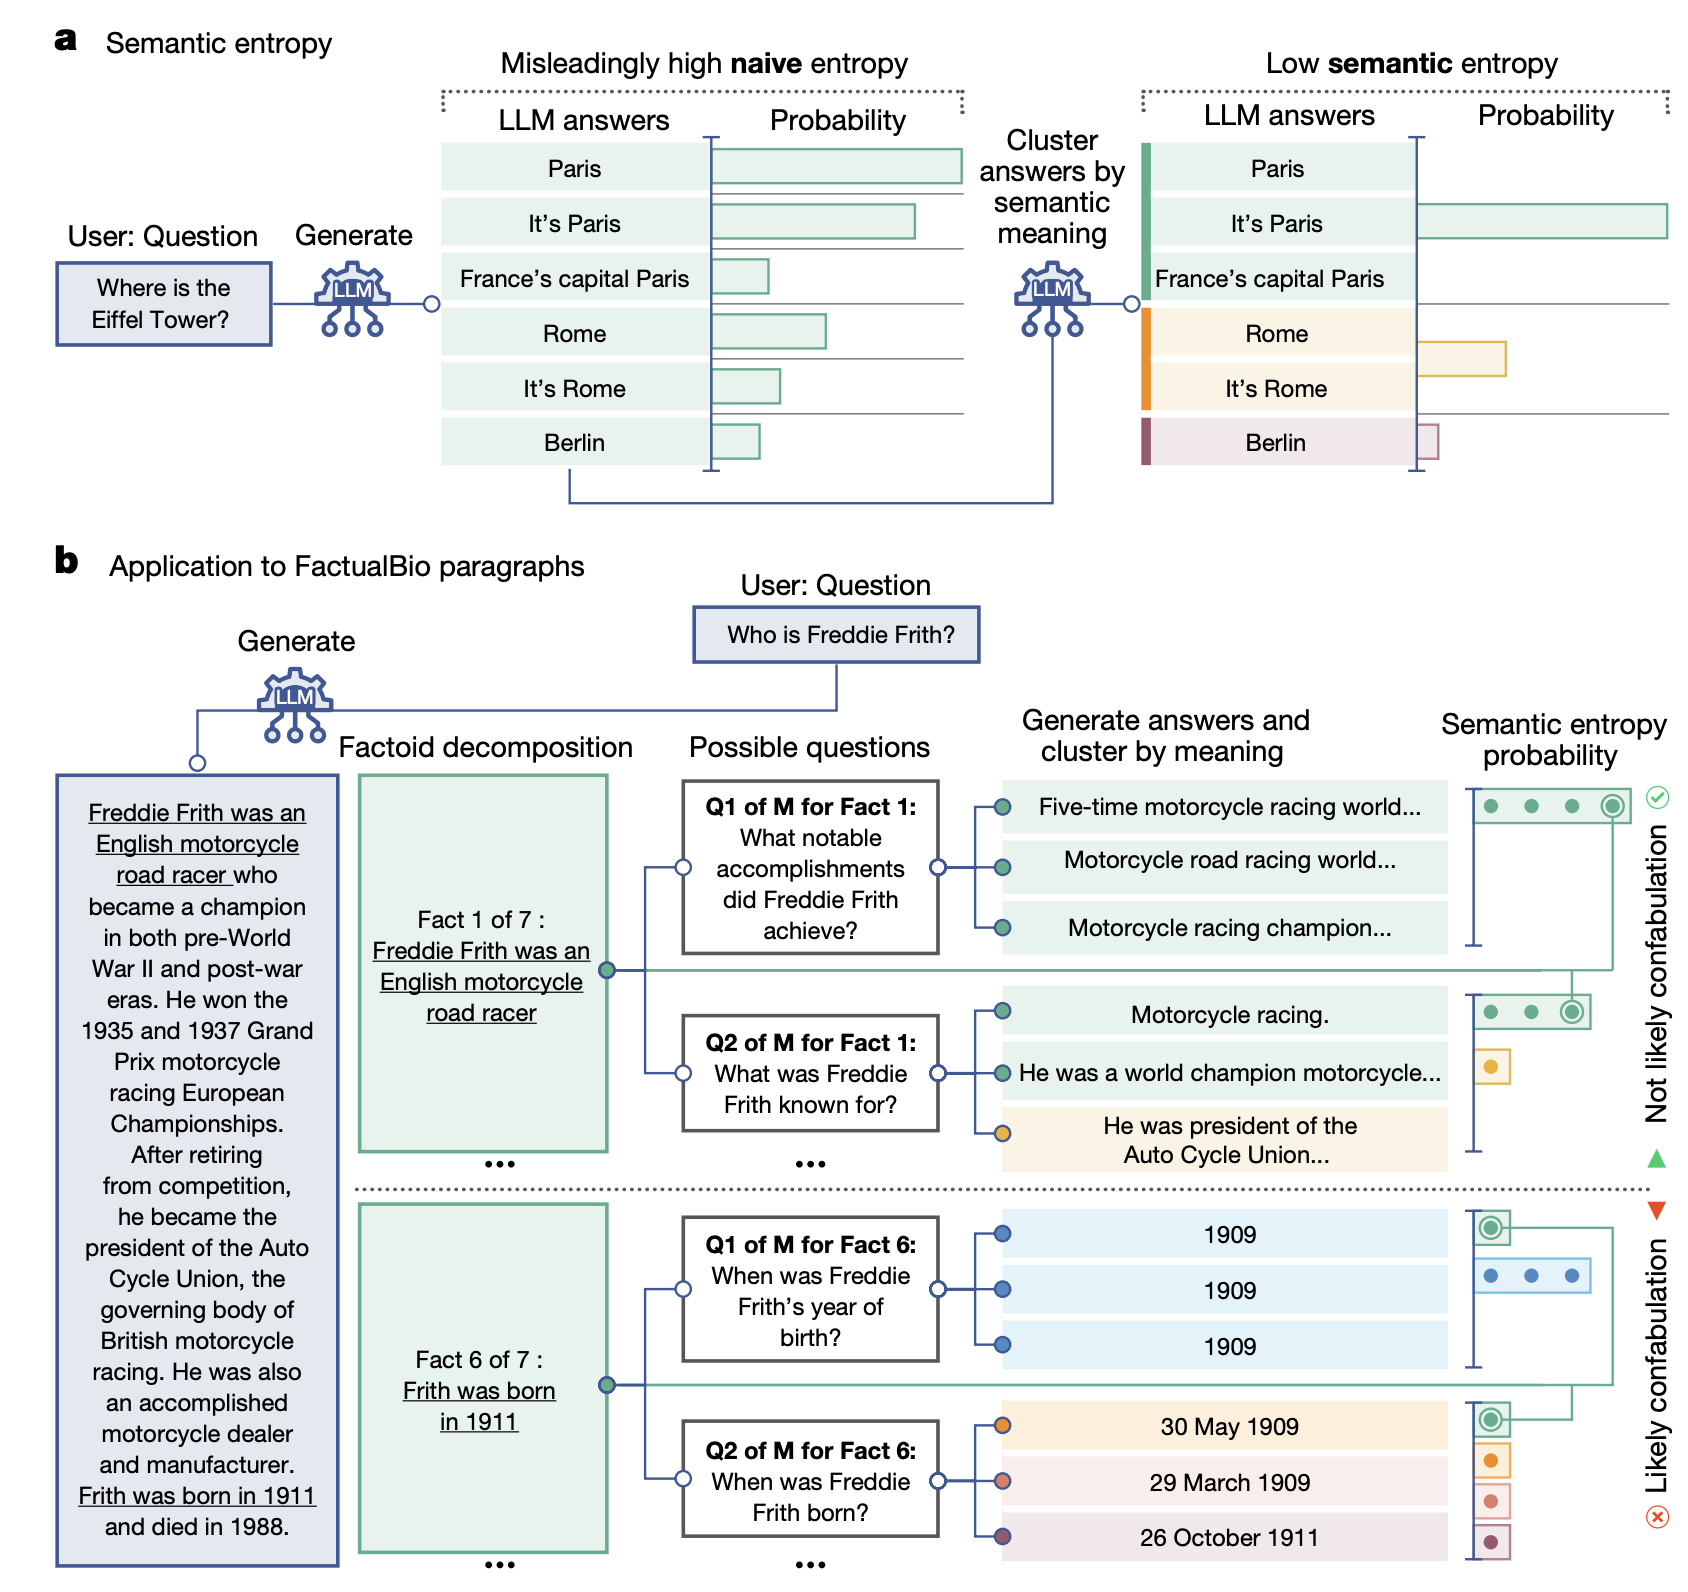 a Semantic entropy
Misleadingly high naive entropy
LLM answers
Probability
User: Question
Where is the
Eiffel Tower?
Generate
LLM
Paris
It's Paris
France's capital Paris
Rome
It's Rome
Berlin
Cluster
answers by
semantic
meaning
LLM
Low semantic entropy
LLM answers
Probability
Paris
It's Paris
France's capital Paris
Rome
It's Rome
Berlin
b Application to FactualBio paragraphs
User: Question
Who is Freddie Frith?
Generate
LLM
Freddie Frith was an
English motorcycle
road racer who
became a champion
in both pre-World
War II and post-war
eras. He won the
1935 and 1937 Grand
Prix motorcycle
racing European
Championships.
After retiring
from competition,
he became the
president of the Auto
Cycle Union, the
governing body of
British motorcycle
racing. He was also
an accomplished
motorcycle dealer
and manufacturer.
Frith was born in 1911
and died in 1988.
Factoid decomposition
Fact 1 of 7 :
Freddie Frith was an
English motorcycle
road racer
...
Possible questions
Q1 of M for Fact 1:
What notable
accomplishments
did Freddie Frith
achieve?
Q2 of M for Fact 1:
What was Freddie
Frith known for?
...
Generate answers and
cluster by meaning
Five-time motorcycle racing world...
Motorcycle road racing world...
Motorcycle racing champion...
Motorcycle racing.
He was a world champion motorcycle...
He was president of the
Auto Cycle Union...
Semantic entropy
probability
Not likely confabulation
Fact 6 of 7 :
Frith was born
in 1911
...
Q1 of M for Fact 6:
When was Freddie
Frith's year of
birth?
Q2 of M for Fact 6:
When was Freddie
Frith born?
...
1909
1909
1909
30 May 1909
29 March 1909
26 October 1911
Likely confabulation